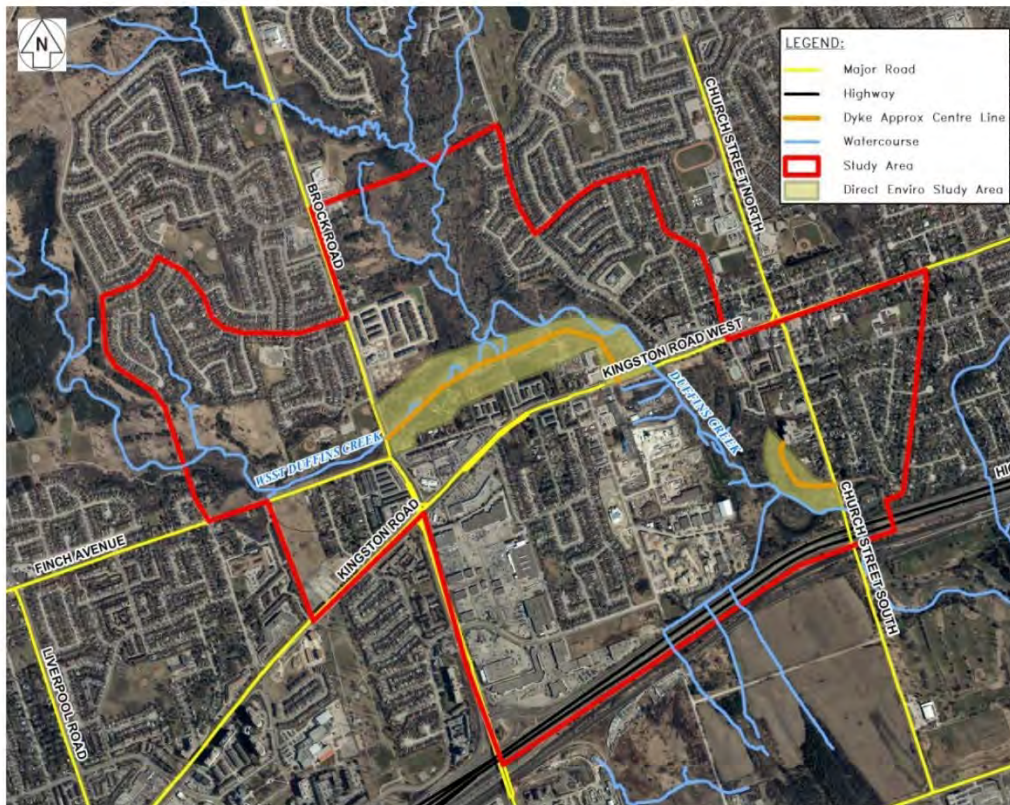 N
LEGEND:
Major Road
Highway
Dyke Approx Centre Line
Watercourse
Study Area
Direct Enviro Study Area
CHURCH STREET NORTH
BROCK ROAD
KINGSTON ROAD WEST
DUFFINS CREEK
WEST DUFFINS CREEK
HIG
CHURCH STREET SOUTH
KINGSTON ROAD
FINCH AVENUE
LIVERPOOL ROAD